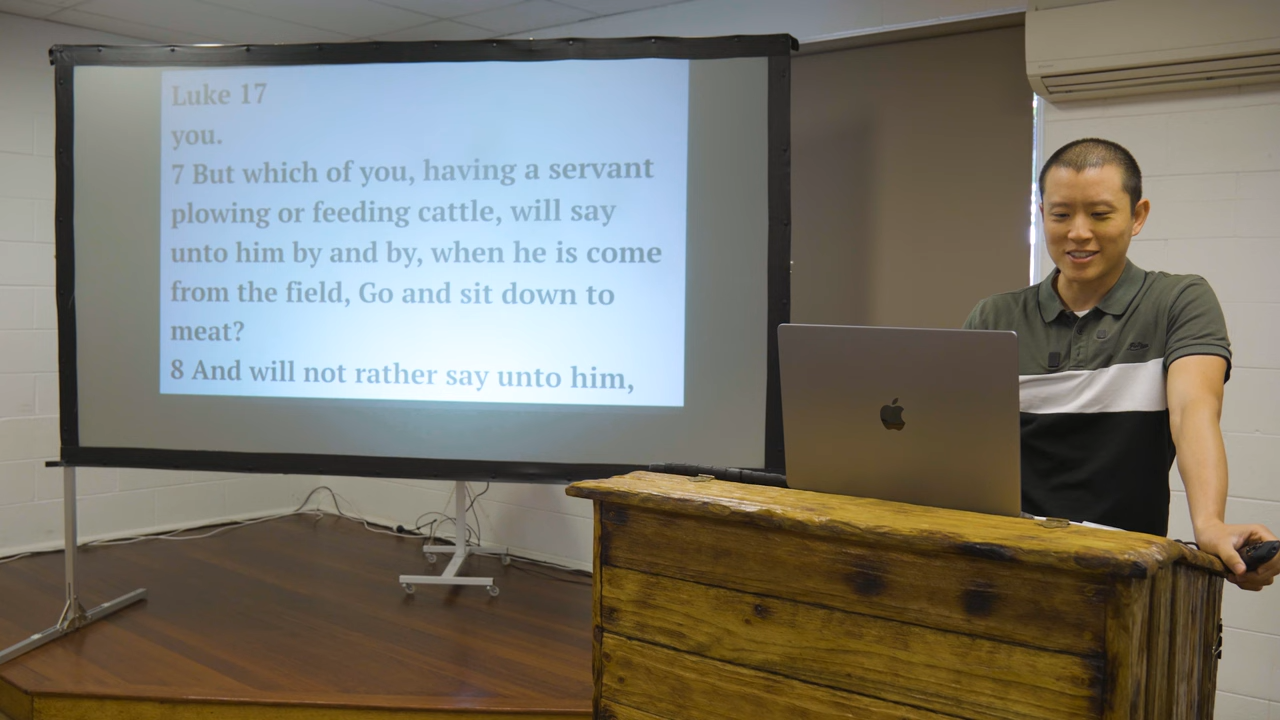 Luke 17
you.
7 But which of you, having a servant
plowing or feeding cattle, will say
unto him by and by, when he is come
from the field, Go and sit down to
meat?
8 And will not rather say unto him,